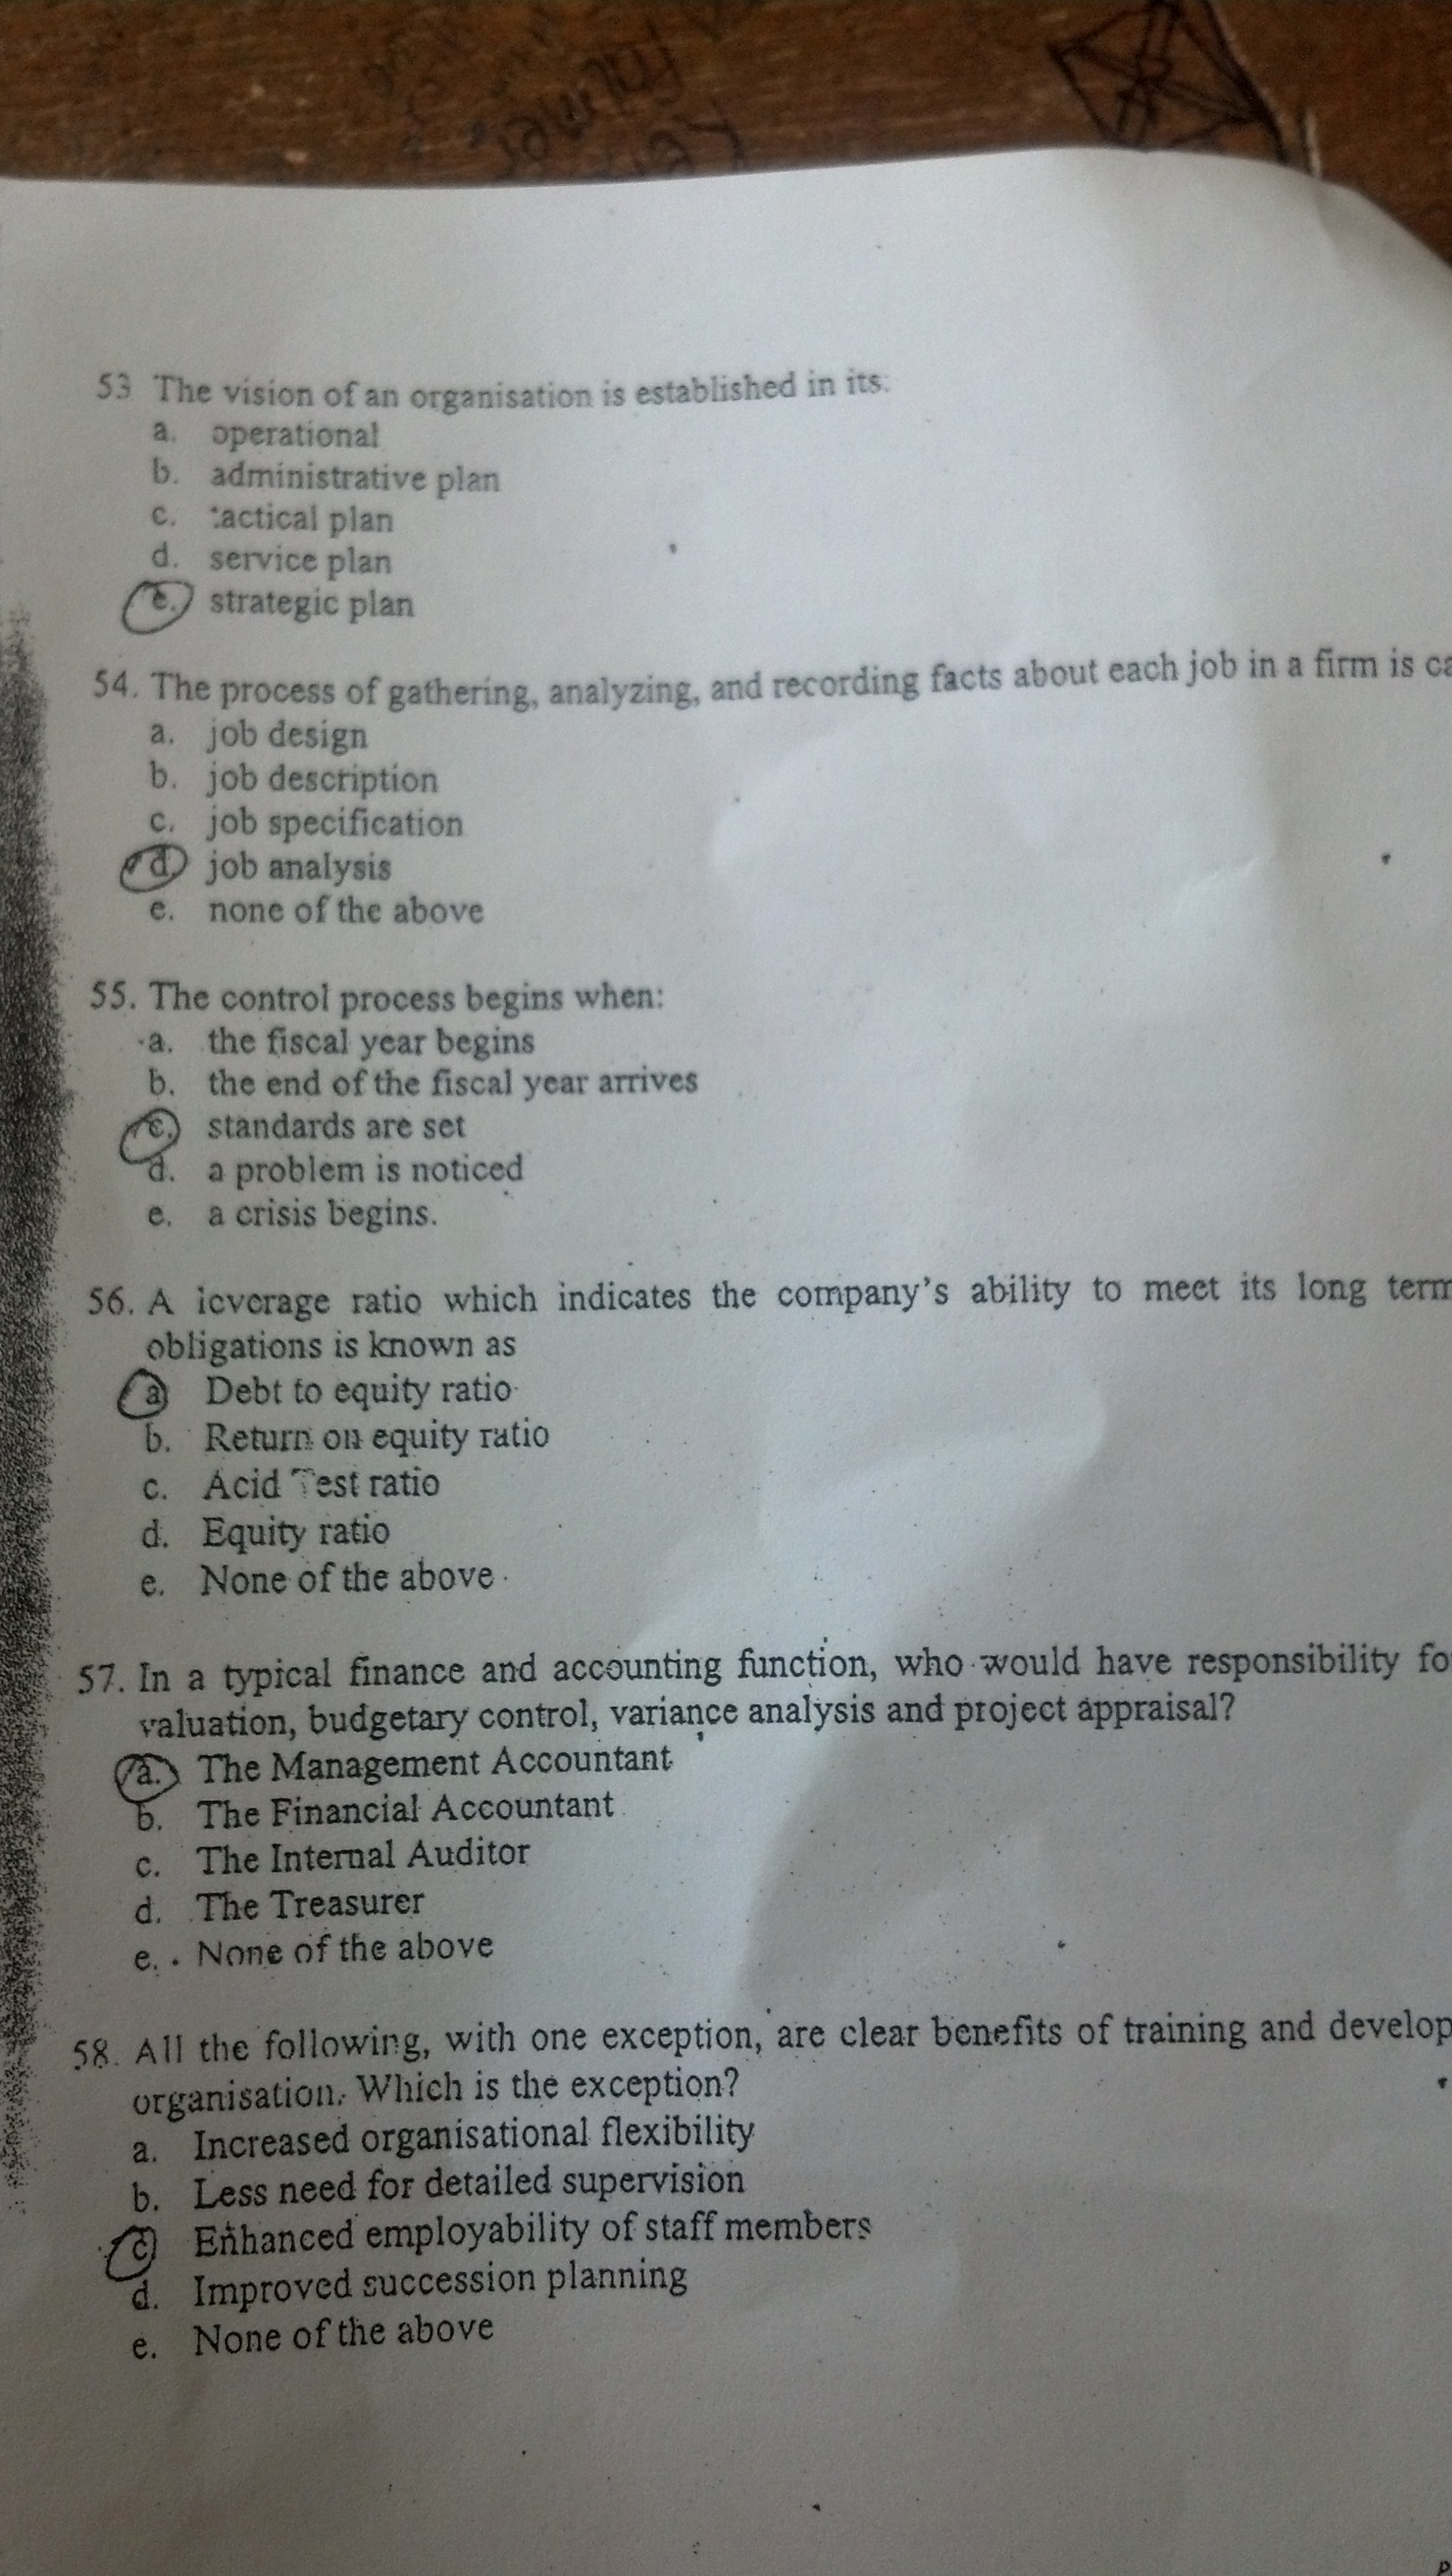 53 The vision of an organisation is established in its:
a. operational
b. administrative plan
c. tactical plan
d. service plan
e. strategic plan
54. The process of gathering, analyzing, and recording facts about each job in a firm is ca
a. job design
b. job description
c. job specification
d. job analysis
e. none of the above
55. The control process begins when:
a. the fiscal year begins
b. the end of the fiscal year arrives
c. standards are set
d. a problem is noticed
e. a crisis begins.
56. A leverage ratio which indicates the company's ability to meet its long term
obligations is known as
a Debt to equity ratio
b. Return on equity ratio
c. Acid Test ratio
d. Equity ratio
e. None of the above
57. In a typical finance and accounting function, who would have responsibility fo
valuation, budgetary control, variance analysis and project appraisal?
a. The Management Accountant
b. The Financial Accountant
c. The Internal Auditor
d. The Treasurer
e. None of the above
58. All the following, with one exception, are clear benefits of training and develop
organisation. Which is the exception?
a. Increased organisational flexibility
b. Less need for detailed supervision
c Enhanced employability of staff members
d. Improved succession planning
e. None of the above